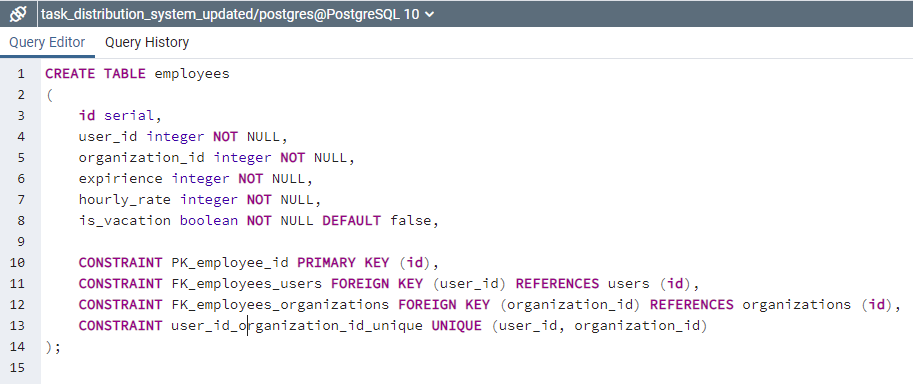 task_distribution_system_updated/postgres@PostgreSQL 10
Query Editor Query History
1 CREATE TABLE employees
2 (
3 id serial,
4 user_id integer NOT NULL,
5 organization_id integer NOT NULL,
6 expirience integer NOT NULL,
7 hourly_rate integer NOT NULL,
8 is_vacation boolean NOT NULL DEFAULT false,
9
10 CONSTRAINT PK_employee_id PRIMARY KEY (id),
11 CONSTRAINT FK_employees_users FOREIGN KEY (user_id) REFERENCES users (id),
12 CONSTRAINT FK_employees_organizations FOREIGN KEY (organization_id) REFERENCES organizations (id),
13 CONSTRAINT user_id_organization_id_unique UNIQUE (user_id, organization_id)
14 );
15